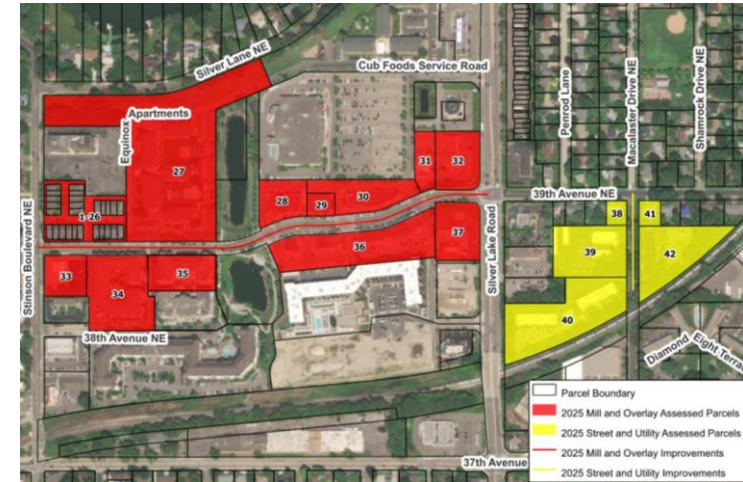 Silver Lane NE
Cub Foods Service Road
Stinson Boulevard NE
Equinox
Apartments
Penrod Lane
Macalaster Drive NE
Shamrock Drive NE
27
31
32
39th Avenue NE
1-26
28
29
30
38
41
33
34
35
36
37
39
42
40
Silver Lake Road
38th Avenue NE
Diamond
Eight Terra
37th Avenue
Parcel Boundary
2025 Mill and Overlay Assessed Parcels
2025 Street and Utility Assessed Parcels
2025 Mill and Overlay Improvements
2025 Street and Utility Improvements